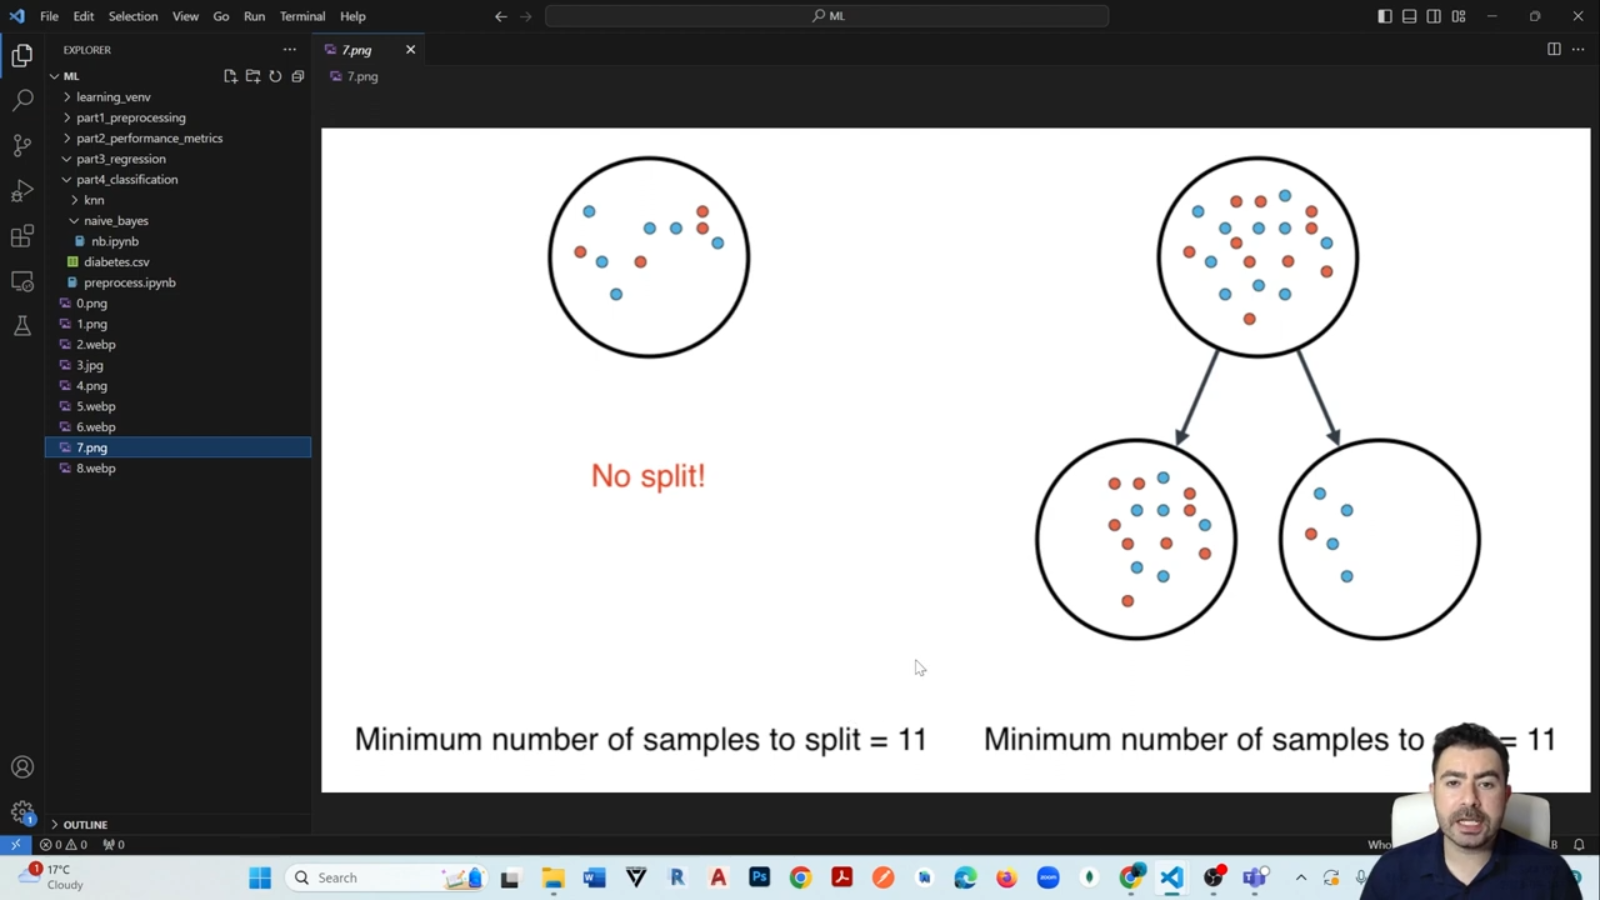 File Edit Selection View Go Run Terminal Help
ML
EXPLORER
7.png
ML
7.png
learning_venv
part1_preprocessing
part2_performance_metrics
part3_regression
part4_classification
knn
naive_bayes
nb.ipynb
diabetes.csv
preprocess.ipynb
0.png
1.png
2.webp
3.jpg
4.png
5.webp
6.webp
7.png
8.webp
No split!
Minimum number of samples to split = 11
Minimum number of samples to = 11
OUTLINE
1
0 0 0
B
1
17°C
Cloudy
Search